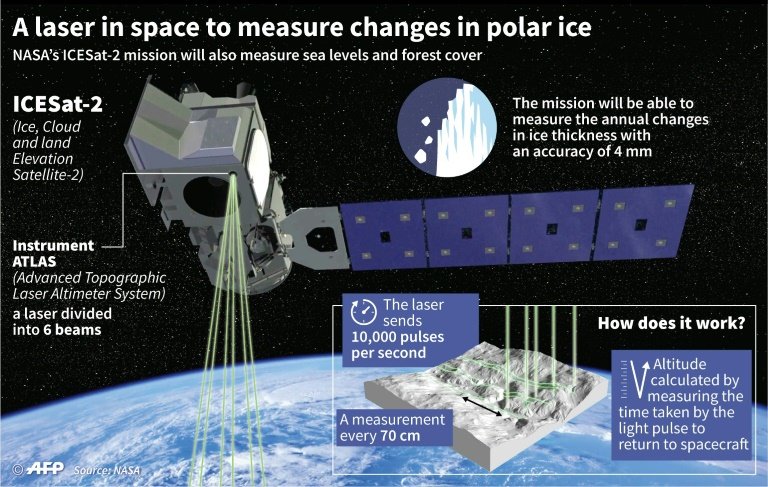 A laser in space to measure changes in polar ice
NASA's ICESat-2 mission will also measure sea levels and forest cover
ICESat-2
(Ice, Cloud
and land
Elevation
Satellite-2)
The mission will be able to
measure the annual changes
in ice thickness with
an accuracy of 4 mm
Instrument
ATLAS
(Advanced Topographic
Laser Altimeter System)
a laser divided
into 6 beams
The laser
sends
10,000 pulses
per second
A measurement
every 70 cm
How does it work?
Altitude
calculated by
measuring the
time taken by the
light pulse to
return to spacecraft
© AFP Source: NASA